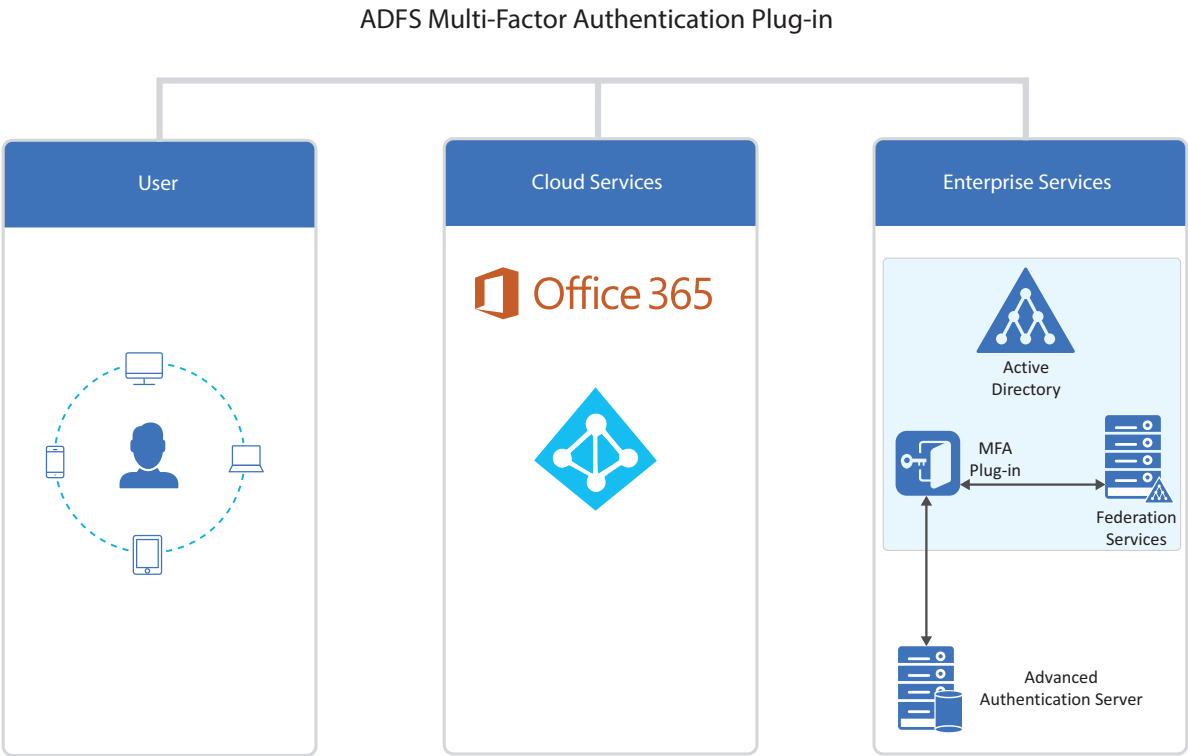 ADFS Multi-Factor Authentication Plug-in
User
Cloud Services
Enterprise Services
Office 365
Active
Directory
MFA
Plug-in
Federation
Services
Advanced
Authentication Server